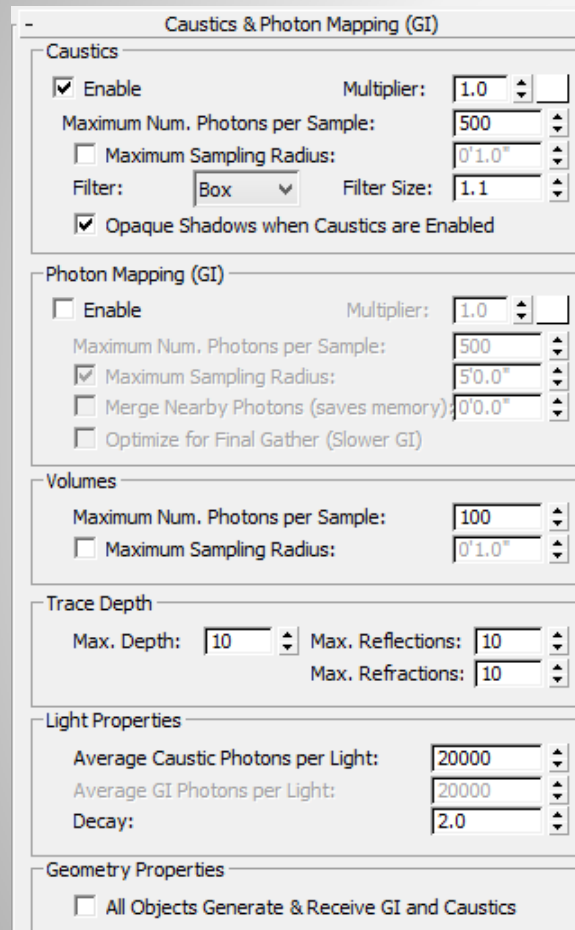 - Caustics & Photon Mapping (GI)
Caustics
Enable Multiplier: 1.0
Maximum Num. Photons per Sample: 500
Maximum Sampling Radius: 0'1.0"
Filter: Box Filter Size: 1.1
Opaque Shadows when Caustics are Enabled
Photon Mapping (GI)
Enable Multiplier: 1.0
Maximum Num. Photons per Sample: 500
Maximum Sampling Radius: 5'0.0"
Merge Nearby Photons (saves memory): 0'0.0"
Optimize for Final Gather (Slower GI)
Volumes
Maximum Num. Photons per Sample: 100
Maximum Sampling Radius: 0'1.0"
Trace Depth
Max. Depth: 10 Max. Reflections: 10
Max. Refractions: 10
Light Properties
Average Caustic Photons per Light: 20000
Average GI Photons per Light: 20000
Decay: 2.0
Geometry Properties
All Objects Generate & Receive GI and Caustics